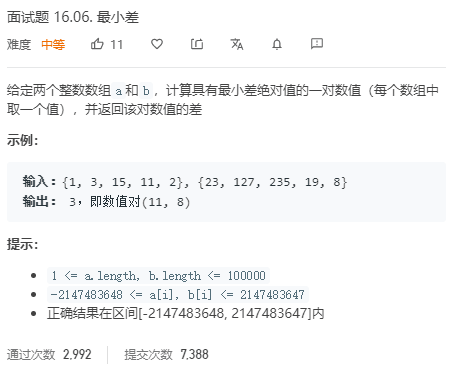 面试题 16.06. 最小差
难度 中等 11
给定两个整数数组 a 和 b ，计算具有最小差绝对值的一对数值（每个数组中
取一个值），并返回该对数值的差
示例：
输入：{1, 3, 15, 11, 2}, {23, 127, 235, 19, 8}
输出： 3，即数值对(11, 8)
提示：
1 <= a.length, b.length <= 100000
-2147483648 <= a[i], b[i] <= 2147483647
正确结果在区间[-2147483648, 2147483647]内
通过次数 2,992 提交次数 7,388